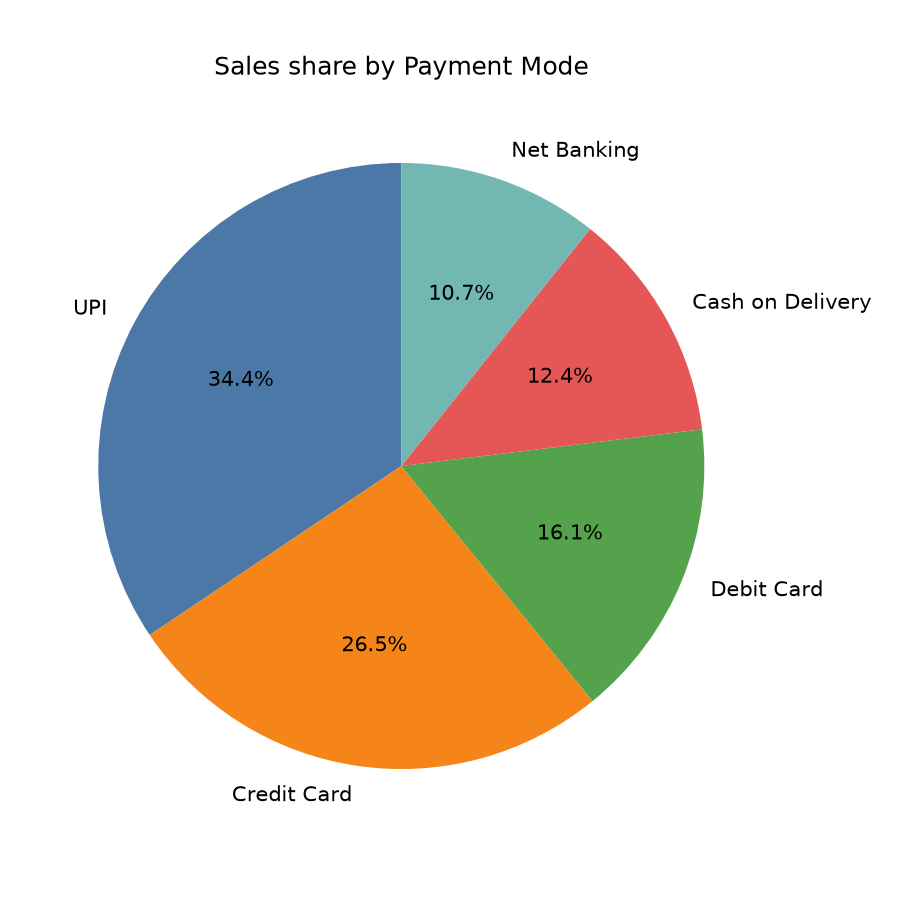 Sales share by Payment Mode
Net Banking
10.7%
UPI
Cash on Delivery
34.4%
12.4%
16.1%
Debit Card
26.5%
Credit Card